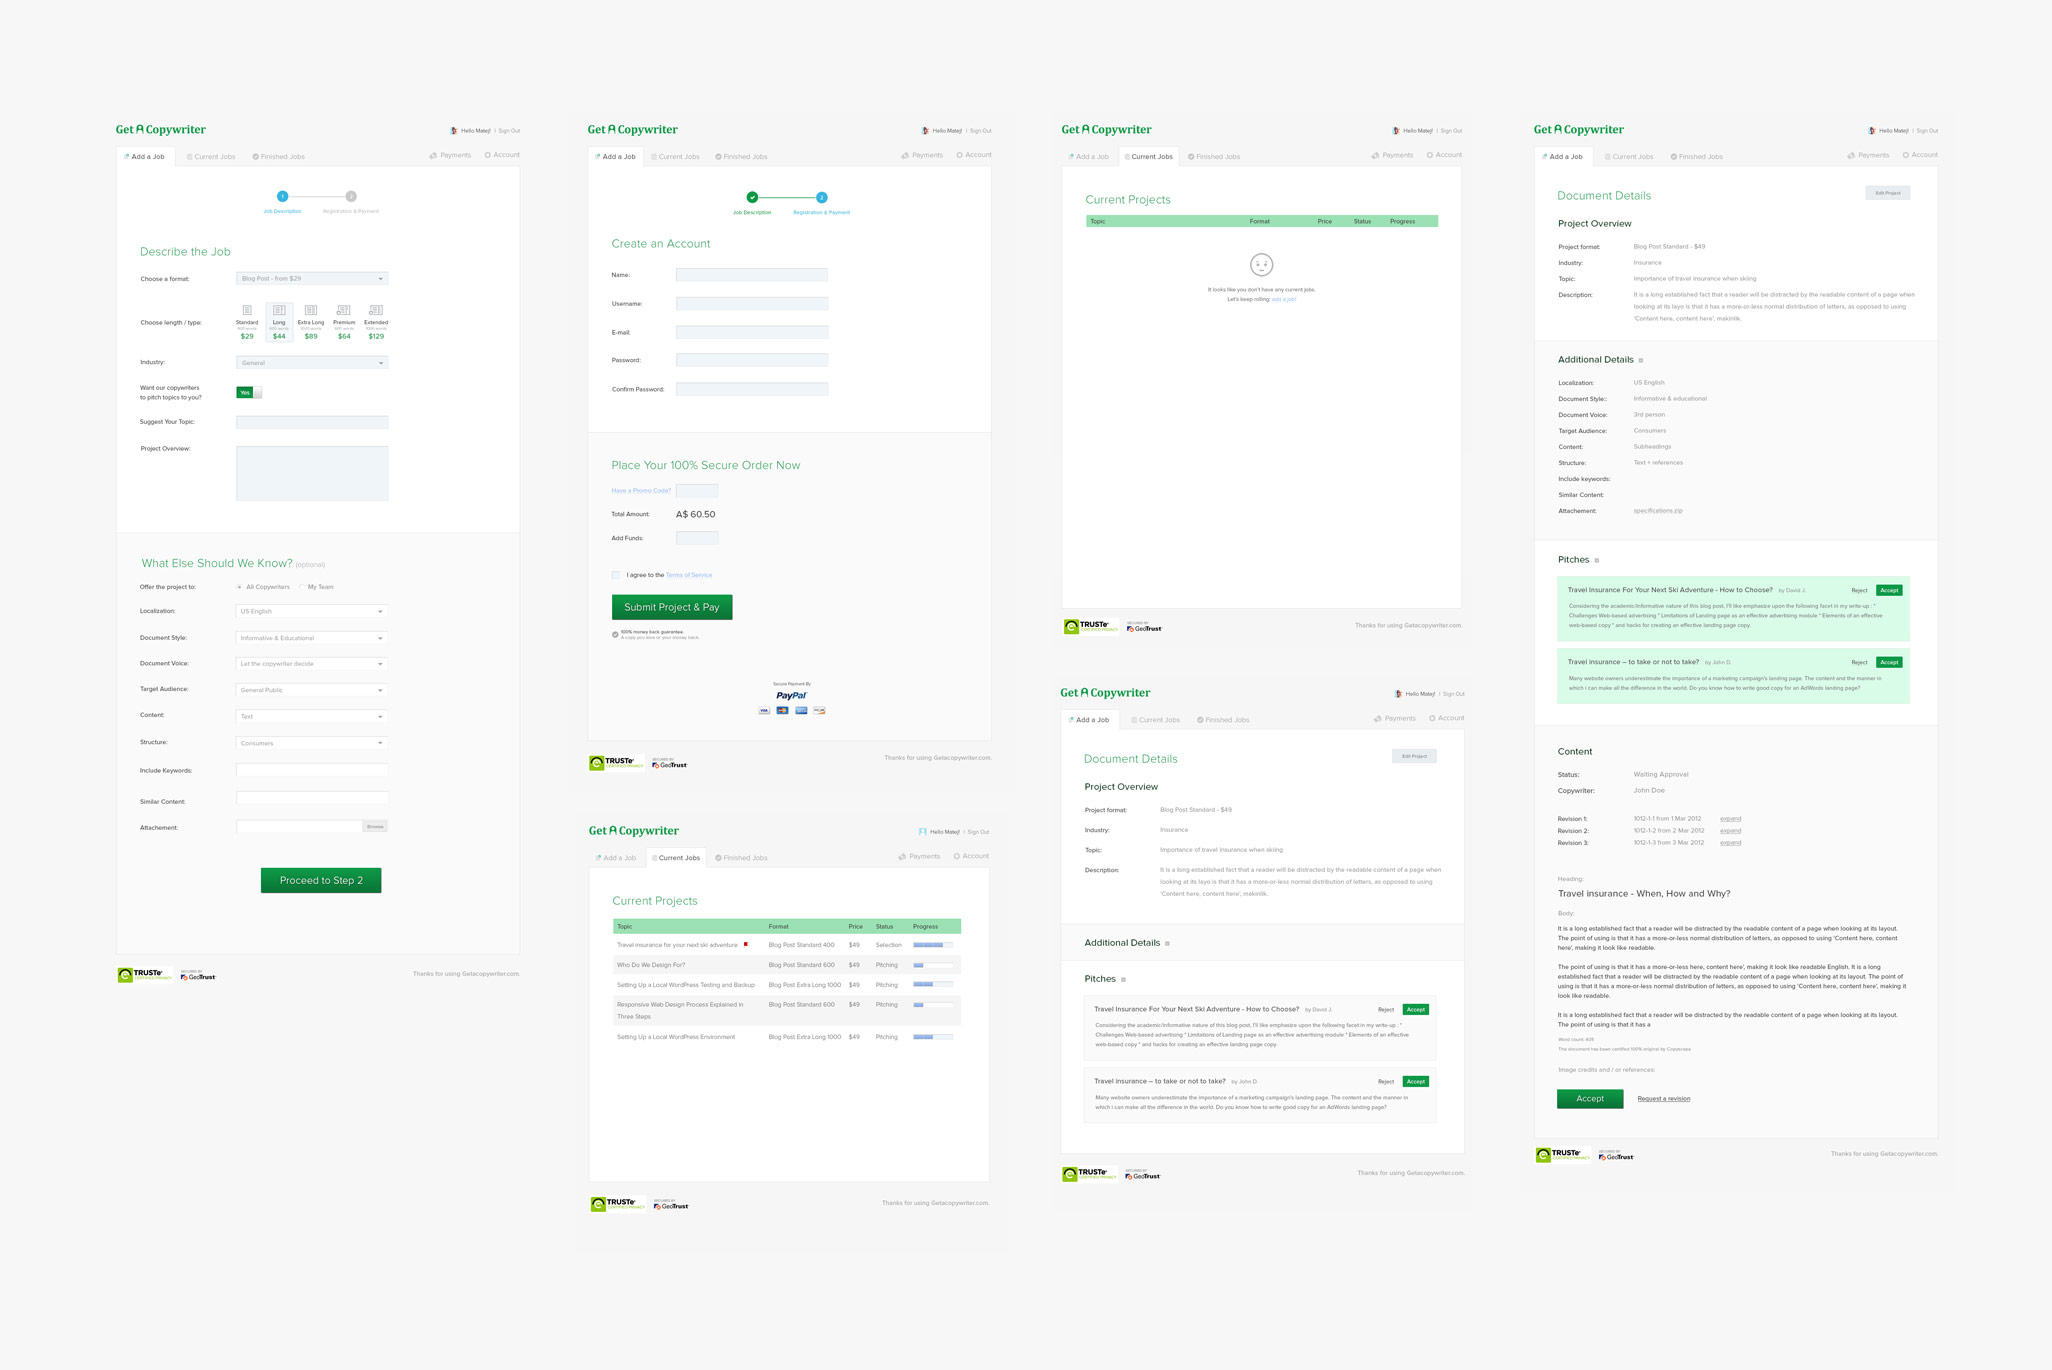 Get A Copywriter
Hello Matej! | Sign Out
Add a Job Current Jobs Finished Jobs Payments Account
1
Job Description Registration & Payment
Describe the Job
Choose a format: Blog Post - from $29
Choose length / type:
Standard Long Extra Long Premium Extended
$29 $44 $89 $64 $129
Industry: General
Want our copywriters
to pitch topics to you?
Yes
Suggest Your Topic:
Project Overview:
What Else Should We Know? (optional)
Offer the project to: All Copywriters My Team
Localization: US English
Document Style: Informative & Educational
Document Voice: Let the copywriter decide
Target Audience: General Public
Content: Text
Structure: Consumers
Include Keywords:
Similar Content:
Attachement: Browse
Proceed to Step 2
TRUSTe
CERTIFIED PRIVACY
SECURED BY
GeoTrust
Thanks for using Getacopywriter.com.
Get A Copywriter
Hello Matej! | Sign Out
Add a Job Current Jobs Finished Jobs Payments Account
2
Job Description Registration & Payment
Create an Account
Name:
Username:
E-mail:
Password:
Confirm Password:
Place Your 100% Secure Order Now
Have a Promo Code?
Total Amount: A$ 60.50
Add Funds:
I agree to the Terms of Service
Submit Project & Pay
100% money back guarantee.
A copy you love or your money back.
Secure Payment By
PayPal
VISA
TRUSTe
CERTIFIED PRIVACY
SECURED BY
GeoTrust
Thanks for using Getacopywriter.com.
Get A Copywriter
Hello Matej! | Sign Out
Add a Job Current Jobs Finished Jobs Payments Account
Current Projects
Topic Format Price Status Progress
Travel insurance for your next ski adventure Blog Post Standard 400 $49 Selection
Who Do We Design For? Blog Post Standard 600 $49 Pitching
Setting Up a Local WordPress Testing and Backup Blog Post Extra Long 1000 $49 Pitching
Responsive Web Design Process Explained in Blog Post Standard 600 $49 Pitching
Three Steps
Setting Up a Local WordPress Environment Blog Post Extra Long 1000 $49 Pitching
TRUSTe
CERTIFIED PRIVACY
SECURED BY
GeoTrust
Thanks for using Getacopywriter.com.
Get A Copywriter
Hello Matej! | Sign Out
Add a Job Current Jobs Finished Jobs Payments Account
Current Projects
Topic Format Price Status Progress
It looks like you don't have any current jobs.
Let's keep rolling: add a job!
TRUSTe
CERTIFIED PRIVACY
SECURED BY
GeoTrust
Thanks for using Getacopywriter.com.
Get A Copywriter
Hello Matej! | Sign Out
Add a Job Current Jobs Finished Jobs Payments Account
Document Details Edit Project
Project Overview
Project format: Blog Post Standard - $49
Industry: Insurance
Topic: Importance of travel insurance when skiing
Description: It is a long established fact that a reader will be distracted by the readable content of a page when
looking at its layo is that it has a more-or-less normal distribution of letters, as opposed to using
'Content here, content here', makinlik.
Additional Details
Pitches
Travel Insurance For Your Next Ski Adventure - How to Choose? by David J. Reject Accept
Considering the academic/informative nature of this blog post, I'll like emphasize upon the following facet in my write-up : "
Challenges Web-based advertising " Limitations of Landing page as an effective advertising module " Elements of an effective
web-based copy " and hacks for creating an effective landing page copy.
Travel insurance – to take or not to take? by John D. Reject Accept
Many website owners underestimate the importance of a marketing campaign's landing page. The content and the manner in
which i can make all the difference in the world. Do you know how to write good copy for an AdWords landing page?
TRUSTe
CERTIFIED PRIVACY
SECURED BY
GeoTrust
Thanks for using Getacopywriter.com.
Get A Copywriter
Hello Matej! | Sign Out
Add a Job Current Jobs Finished Jobs Payments Account
Document Details Edit Project
Project Overview
Project format: Blog Post Standard - $49
Industry: Insurance
Topic: Importance of travel insurance when skiing
Description: It is a long established fact that a reader will be distracted by the readable content of a page when
looking at its layo is that it has a more-or-less normal distribution of letters, as opposed to using
'Content here, content here', makinlik.
Additional Details
Localization: US English
Document Style:: Informative & educational
Document Voice: 3rd person
Target Audience: Consumers
Content: Subheadings
Structure: Text + references
Include keywords:
Similar Content:
Attachement: specifications.zip
Pitches
Travel Insurance For Your Next Ski Adventure - How to Choose? by David J. Reject Accept
Considering the academic/informative nature of this blog post, I'll like emphasize upon the following facet in my write-up : "
Challenges Web-based advertising " Limitations of Landing page as an effective advertising module " Elements of an effective
web-based copy " and hacks for creating an effective landing page copy.
Travel insurance – to take or not to take? by John D. Reject Accept
Many website owners underestimate the importance of a marketing campaign's landing page. The content and the manner in
which i can make all the difference in the world. Do you know how to write good copy for an AdWords landing page?
Content
Status: Waiting Approval
Copywriter: John Doe
Revision 1: 1012-1-1 from 1 Mar 2012 expand
Revision 2: 1012-1-2 from 2 Mar 2012 expand
Revision 3: 1012-1-3 from 3 Mar 2012 expand
Heading:
Travel insurance - When, How and Why?
Body:
It is a long established fact that a reader will be distracted by the readable content of a page when looking at its layout.
The point of using is that it has a more-or-less normal distribution of letters, as opposed to using 'Content here, content
here', making it look like readable.
The point of using is that it has a more-or-less here, content here', making it look like readable English. It is a long
established fact that a reader will be distracted by the readable content of a page when looking at its layout. The point of
using is that it has a more-or-less normal distribution of letters, as opposed to using 'Content here, content here', making it
look like readable.
It is a long established fact that a reader will be distracted by the readable content of a page when looking at its layout.
The point of using is that it has a
Word count: 405
This document has been certified 100% original by Copyscape
Image credits and / or references:
Accept Request a revision
TRUSTe
CERTIFIED PRIVACY
SECURED BY
GeoTrust
Thanks for using Getacopywriter.com.